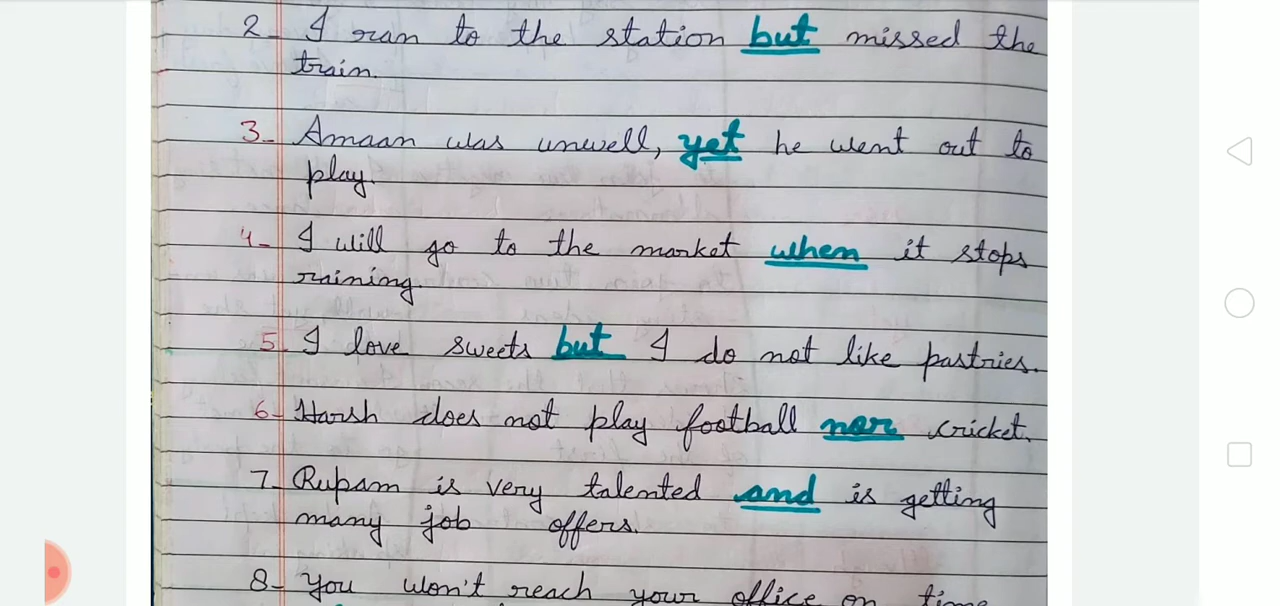 2- I ran to the station but missed the
train.
3- Amaan was unwell, yet he went out to
play.
4- I will go to the market when it stops
raining.
5- I love sweets but I do not like pastries.
6- Harsh does not play football nor cricket.
7- Rupam is very talented and is getting
many job offers.
8- You won't reach your office on time